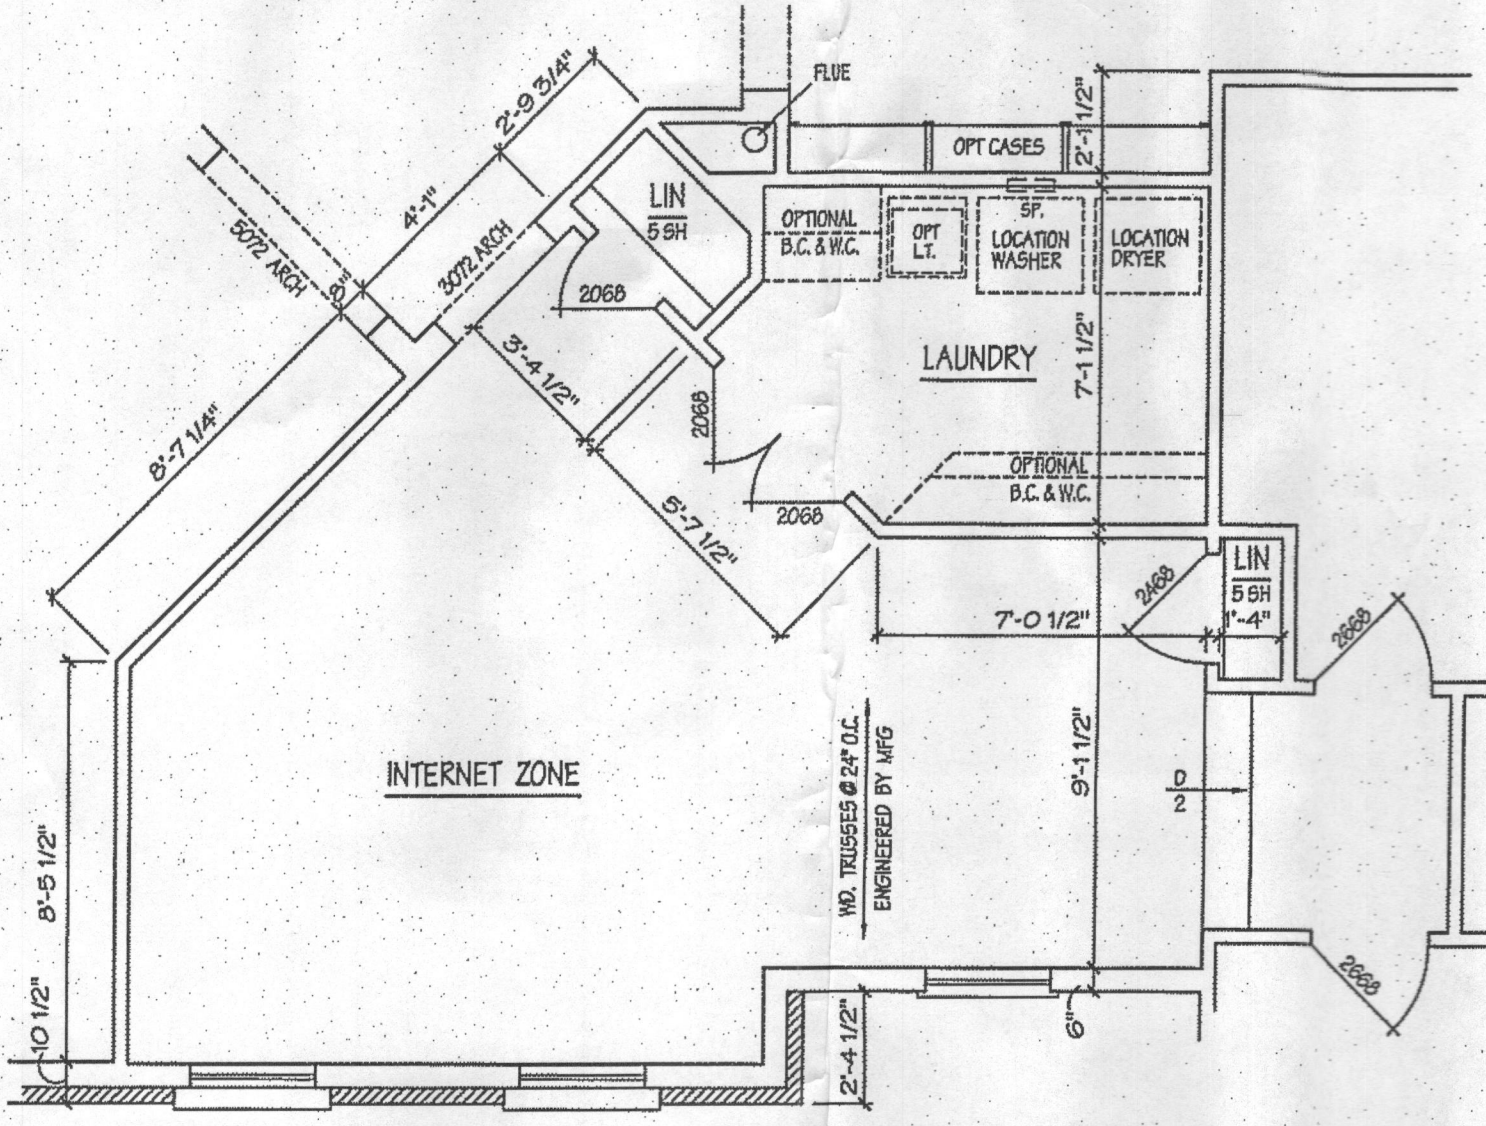 FLUE
2'-9 3/4"
2'-1 1/2"
OPT CASES
4'-1"
LIN
5 SH
OPTIONAL
B.C. & W.C.
OPT
L.T.
SP.
LOCATION
WASHER
LOCATION
DRYER
5072 ARCH
8"
3072 ARCH
2068
3'-4 1/2"
LAUNDRY
7'-1 1/2"
8'-7 1/4"
2068
OPTIONAL
B.C. & W.C.
5'-7 1/2"
2068
LIN
5 SH
2468
7'-0 1/2"
1'-4"
2668
INTERNET ZONE
WD. TRUSSES @ 24" O.C.
ENGINEERED BY MFG
9'-1 1/2"
D
2
8'-5 1/2"
2668
10 1/2"
2'-4 1/2"
6"